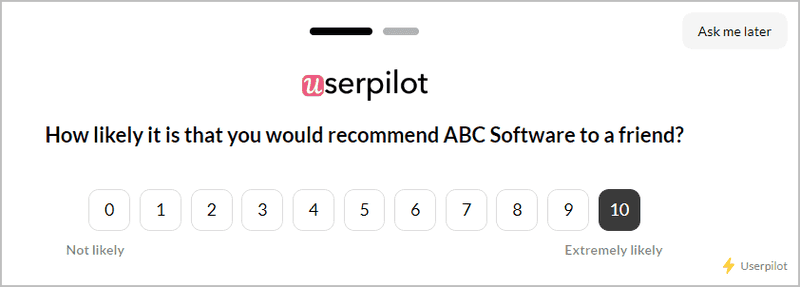 Ask me later
userpilot
How likely it is that you would recommend ABC Software to a friend?
0 1 2 3 4 5 6 7 8 9 10
Not likely Extremely likely
Userpilot